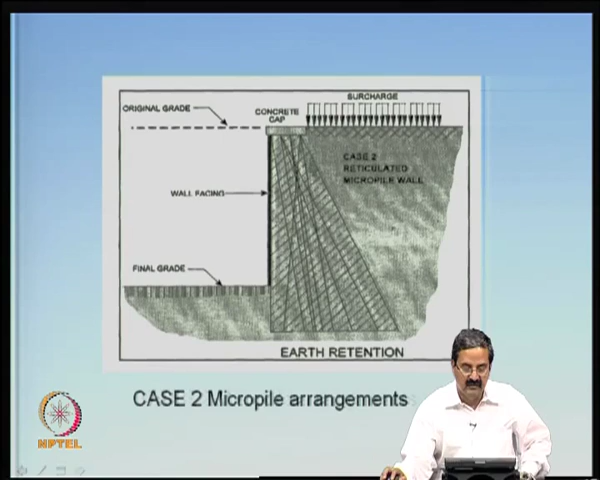 SURCHARGE
ORIGINAL GRADE
CONCRETE
CAP
CASE 2
RETICULATED
MICROPILE WALL
WALL FACING
FINAL GRADE
EARTH RETENTION
CASE 2 Micropile arrangements
NPTEL